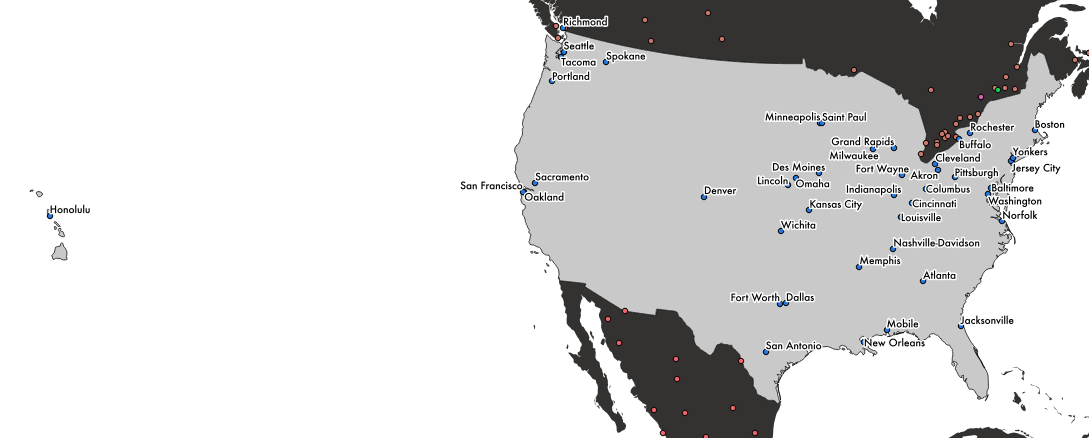 Richmond
Seattle
Spokane
Tacoma
Portland
Minneapolis Saint Paul
Boston
Rochester
Grand Rapids
Buffalo
Milwaukee
Yonkers
Cleveland
Des Moines
Fort Wayne
Akron
Pittsburgh
Jersey City
Sacramento
Lincoln
Omaha
San Francisco
Denver
Indianapolis
Columbus
Baltimore
Oakland
Kansas City
Cincinnati
Washington
Honolulu
Louisville
Norfolk
Wichita
Nashville-Davidson
Memphis
Atlanta
Fort Worth Dallas
Mobile
Jacksonville
San Antonio
New Orleans